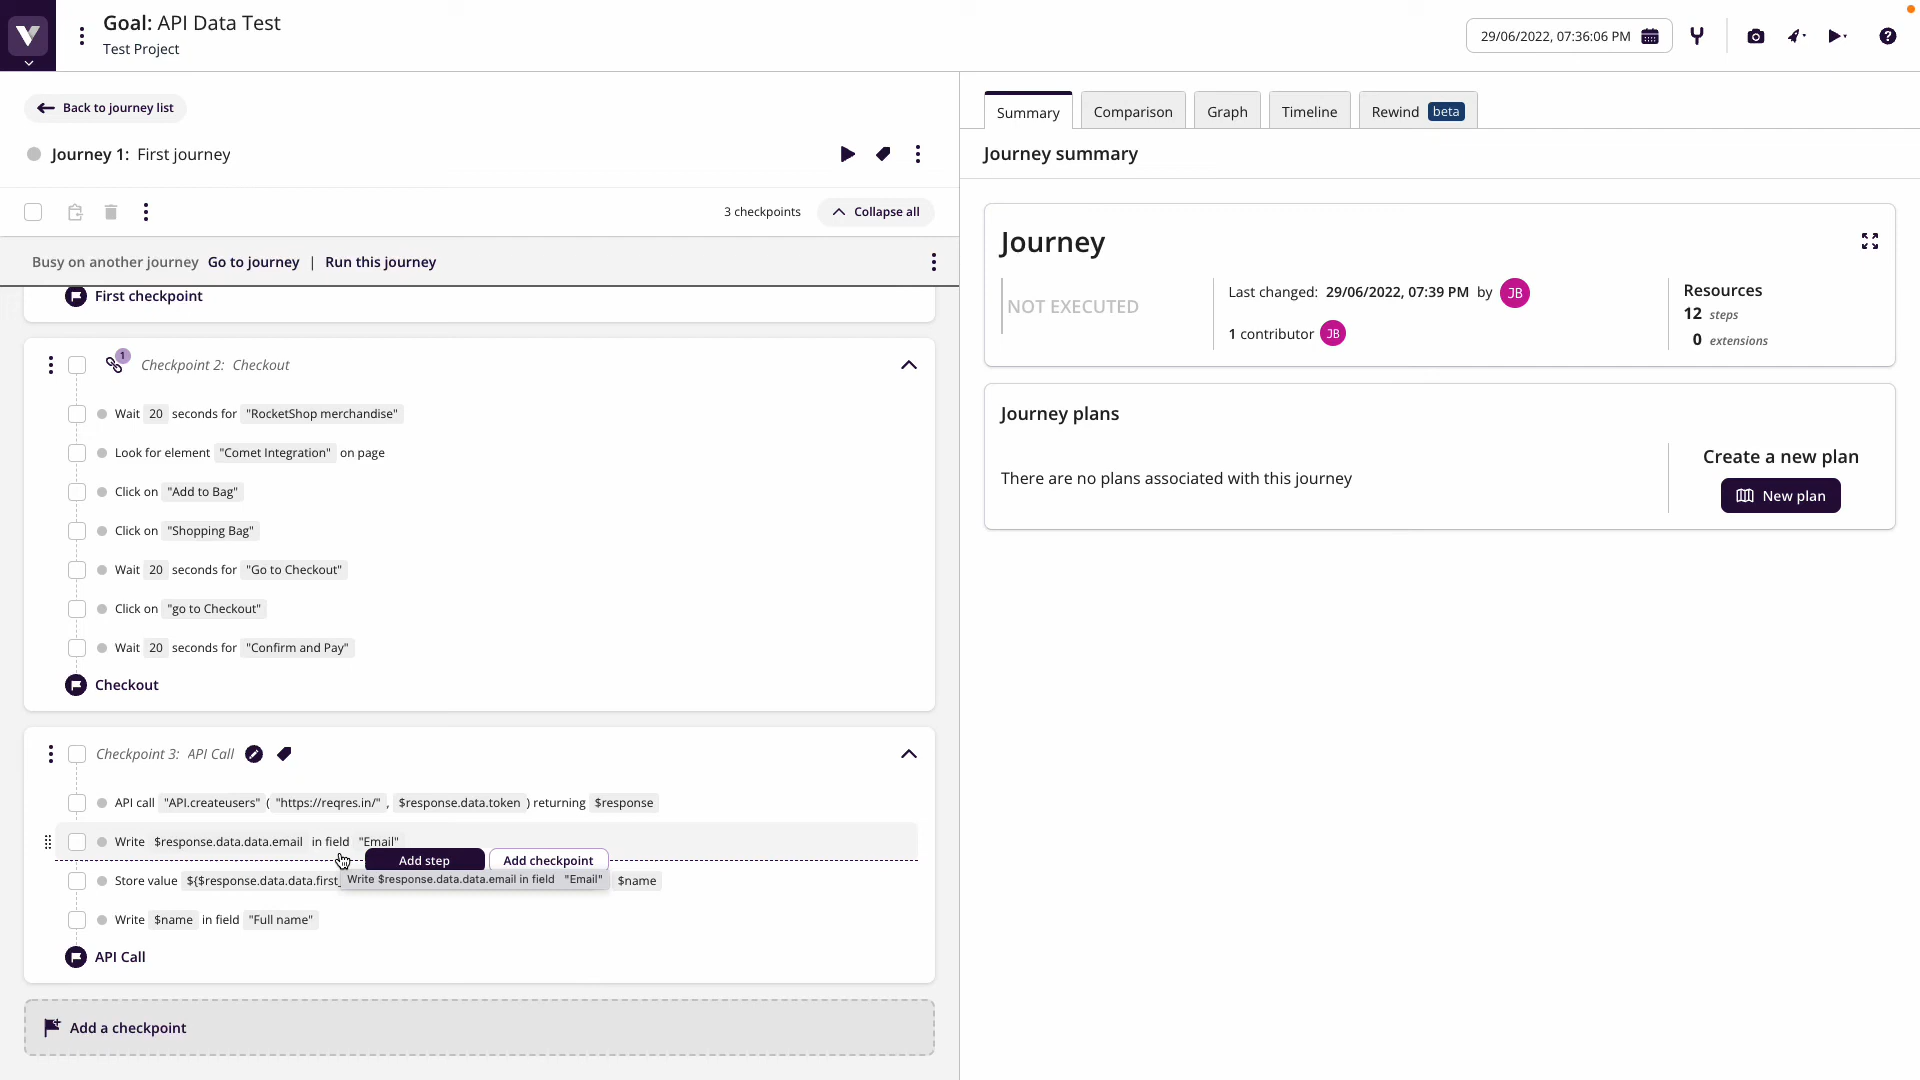 Goal: API Data Test
Test Project
29/06/2022, 07:36:06 PM
Back to journey list
Journey 1: First journey
3 checkpoints
Collapse all
Busy on another journey Go to journey | Run this journey
First checkpoint
1
Checkpoint 2: Checkout
Wait 20 seconds for "RocketShop merchandise"
Look for element "Comet Integration" on page
Click on "Add to Bag"
Click on "Shopping Bag"
Wait 20 seconds for "Go to Checkout"
Click on "go to Checkout"
Wait 20 seconds for "Confirm and Pay"
Checkout
Checkpoint 3: API Call
API call "API.createusers" ( "https://reqres.in/" , $response.data.token ) returning $response
Write $response.data.data.email in field "Email"
Add step Add checkpoint
Write $response.data.data.email in field "Email"
Store value ${$response.data.data.first_ $name
Write $name in field "Full name"
API Call
Add a checkpoint
Summary
Comparison
Graph
Timeline
Rewind beta
Journey summary
Journey
NOT EXECUTED
Last changed: 29/06/2022, 07:39 PM by JB
1 contributor JB
Resources
12 steps
0 extensions
Journey plans
There are no plans associated with this journey
Create a new plan
New plan